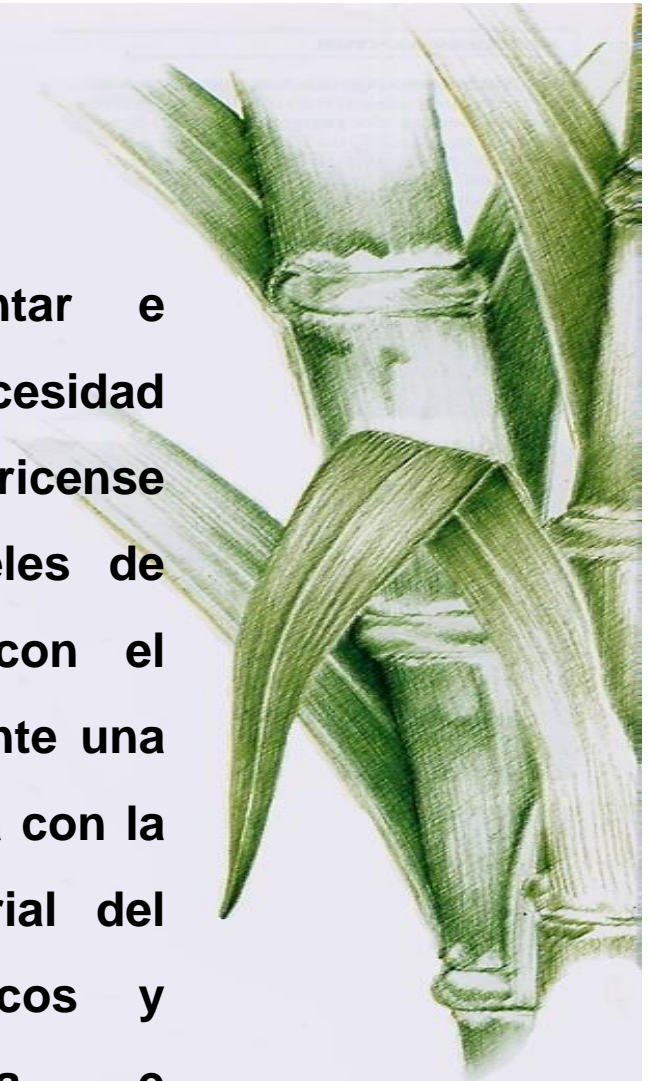 ntar e
cesidad
ricense
eles de
con el
nte una
con la
rial del
cos y